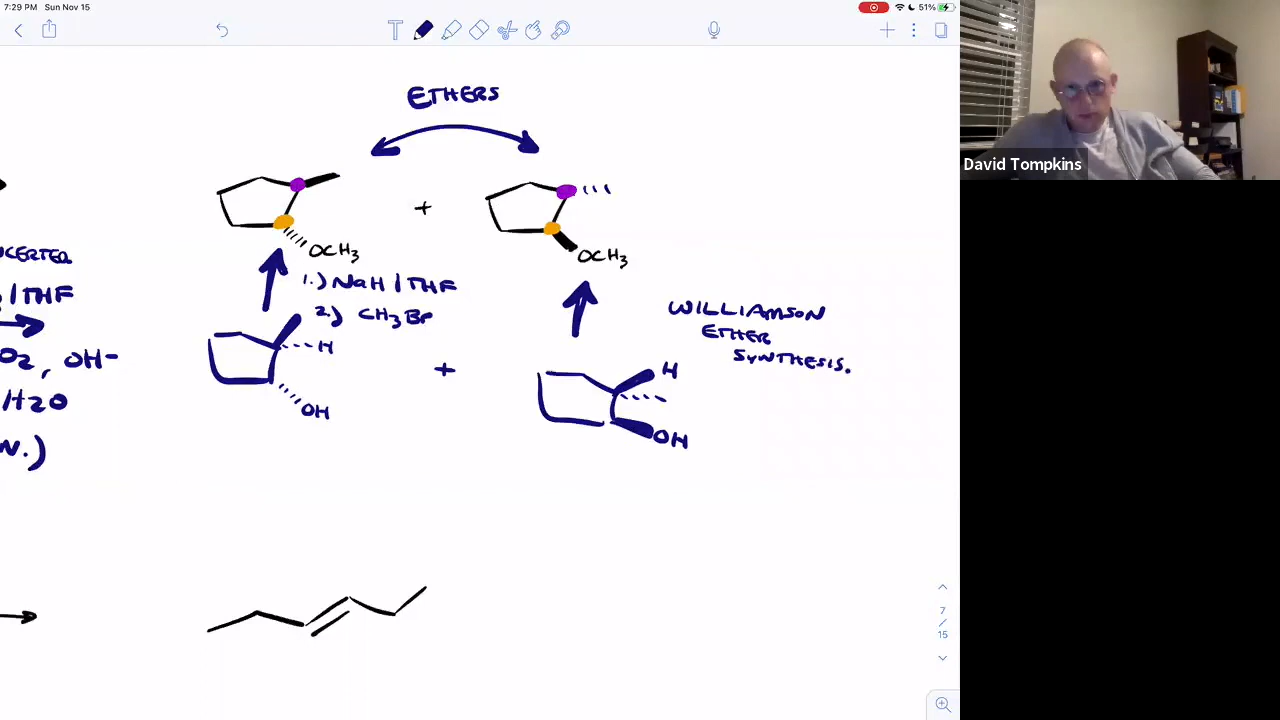 7:29 PM Sun Nov 15
51%
David Tompkins
ETHERS
+
OCH3
OCH3
NCERTED
1.) NaH / THF
/ THF
2.) CH3Br
WILLIAMSON
ETHER
SYNTHESIS.
O2, OH-
H
+
H
H2O
OH
OH
N.)
7
/
15